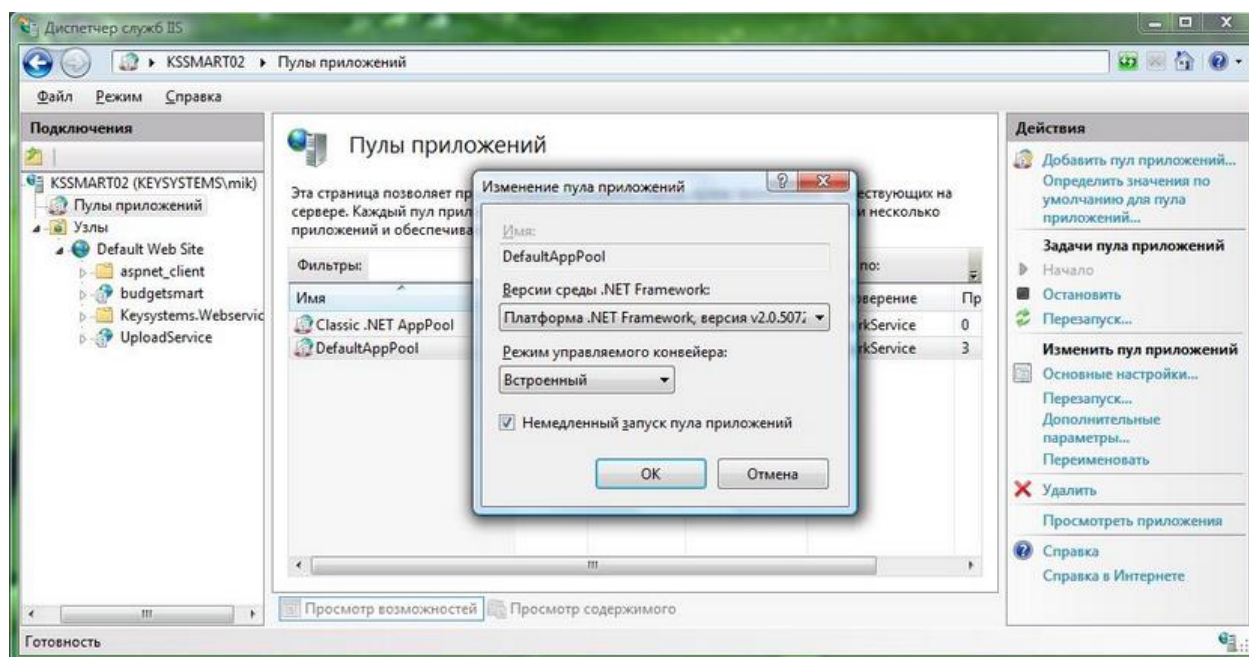 Диспетчер служб IIS
KSSMART02
Пулы приложений
Файл Режим Справка
Подключения
KSSMART02 (KEYSYSTEMS\mik)
Пулы приложений
Узлы
Default Web Site
aspnet_client
budgetsmart
Keysystems.Webservic
UploadService
Пулы приложений
Эта страница позволяет пр
ествующих на
сервере. Каждый пул прил
и несколько
приложений и обеспечива
Фильтры:
по:
Имя
верение
Пр
Classic .NET AppPool
rkService
0
DefaultAppPool
rkService
3
Изменение пула приложений
Имя:
DefaultAppPool
Версии среды .NET Framework:
Платформа .NET Framework, версия v2.0.5072
Режим управляемого конвейера:
Встроенный
Немедленный запуск пула приложений
OK
Отмена
Просмотр возможностей
Просмотр содержимого
Действия
Добавить пул приложений...
Определить значения по
умолчанию для пула
приложений...
Задачи пула приложений
Начало
Остановить
Перезапуск...
Изменить пул приложений
Основные настройки...
Перезапуск...
Дополнительные
параметры...
Переименовать
Удалить
Просмотреть приложения
Справка
Справка в Интернете
Готовность